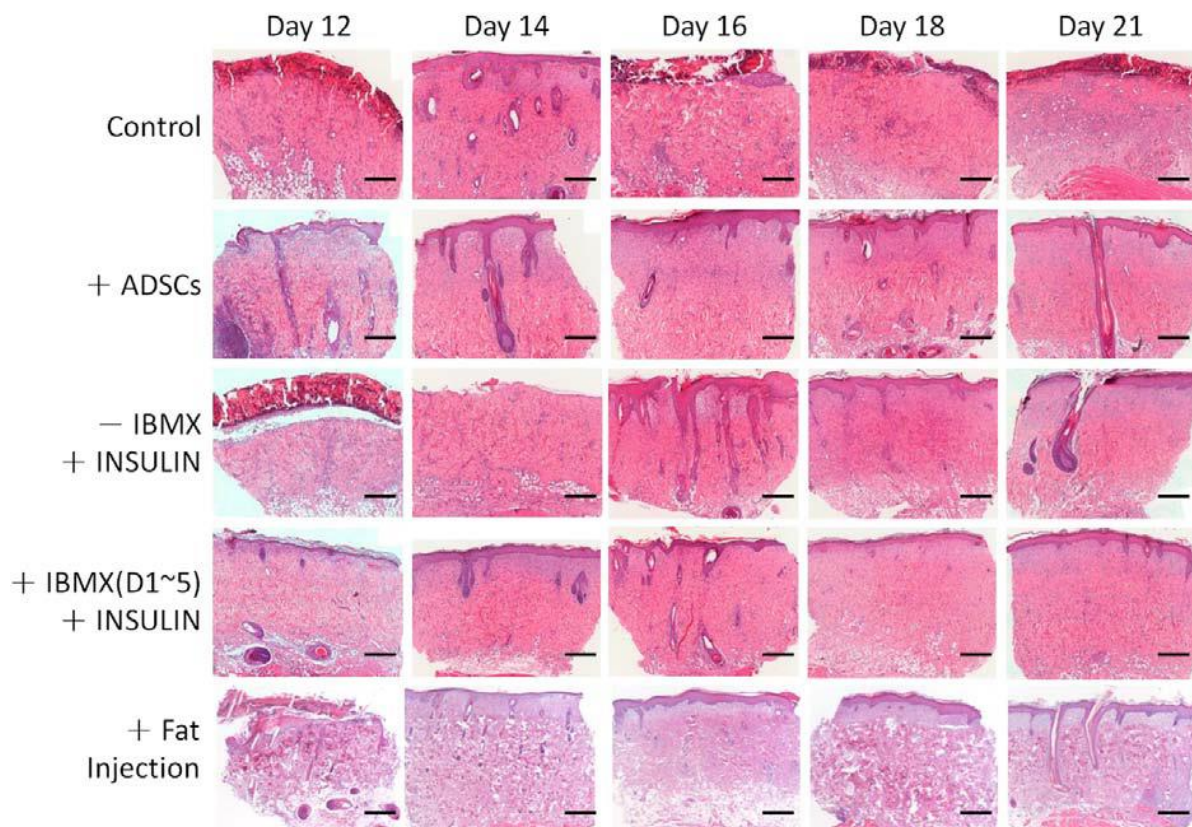 Day 12 Day 14 Day 16 Day 18 Day 21
Control
+ ADSCs
− IBMX
+ INSULIN
+ IBMX(D1~5)
+ INSULIN
+ Fat
Injection